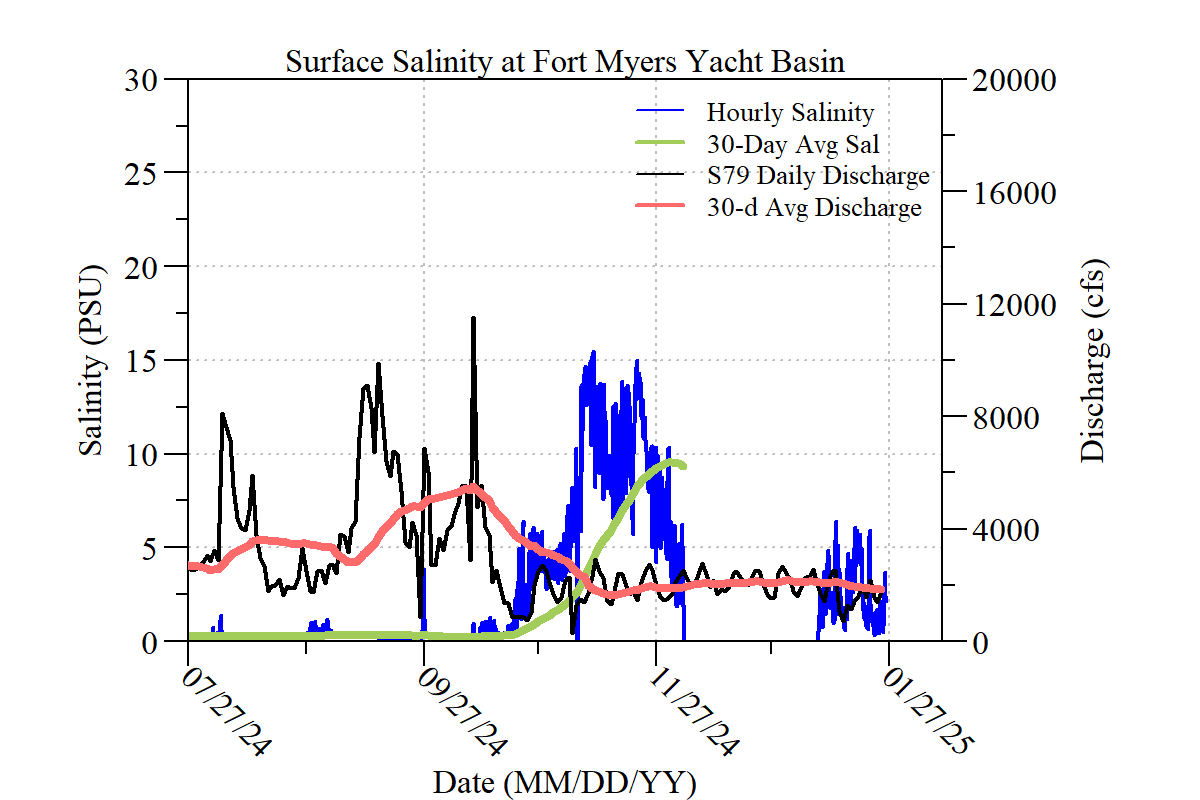 Surface Salinity at Fort Myers Yacht Basin
30
25
20
15
10
5
0
Salinity (PSU)
Hourly Salinity
30-Day Avg Sal
S79 Daily Discharge
30-d Avg Discharge
20000
16000
12000
8000
4000
0
Discharge (cfs)
07/27/24
09/27/24
11/27/24
01/27/25
Date (MM/DD/YY)